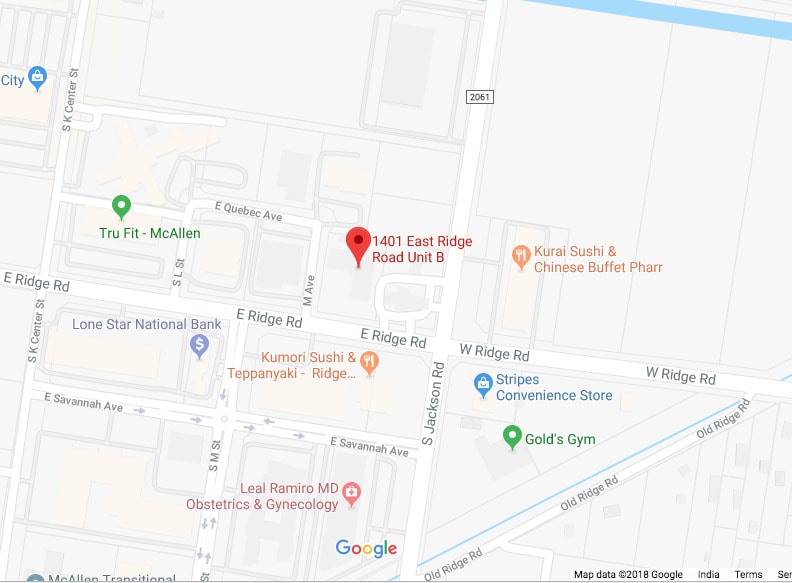 City
S K Center St
2061
E Quebec Ave
Tru Fit - McAllen
1401 East Ridge
Road Unit B
Kurai Sushi &
Chinese Buffet Pharr
S L St
M Ave
E Ridge Rd
E Ridge Rd
E Ridge Rd
Lone Star National Bank
$
S K Center St
W Ridge Rd
W Ridge Rd
Kumori Sushi &
Teppanyaki - Ridge...
Stripes
Convenience Store
S Jackson Rd
E Savannah Ave
E Savannah Ave
Old Ridge Rd
Gold's Gym
S M St
Leal Ramiro MD
Obstetrics & Gynecology
Old Ridge Rd
Google
Old Ridge Rd
McAllen Transitional
Map data ©2018 Google India Terms Ser